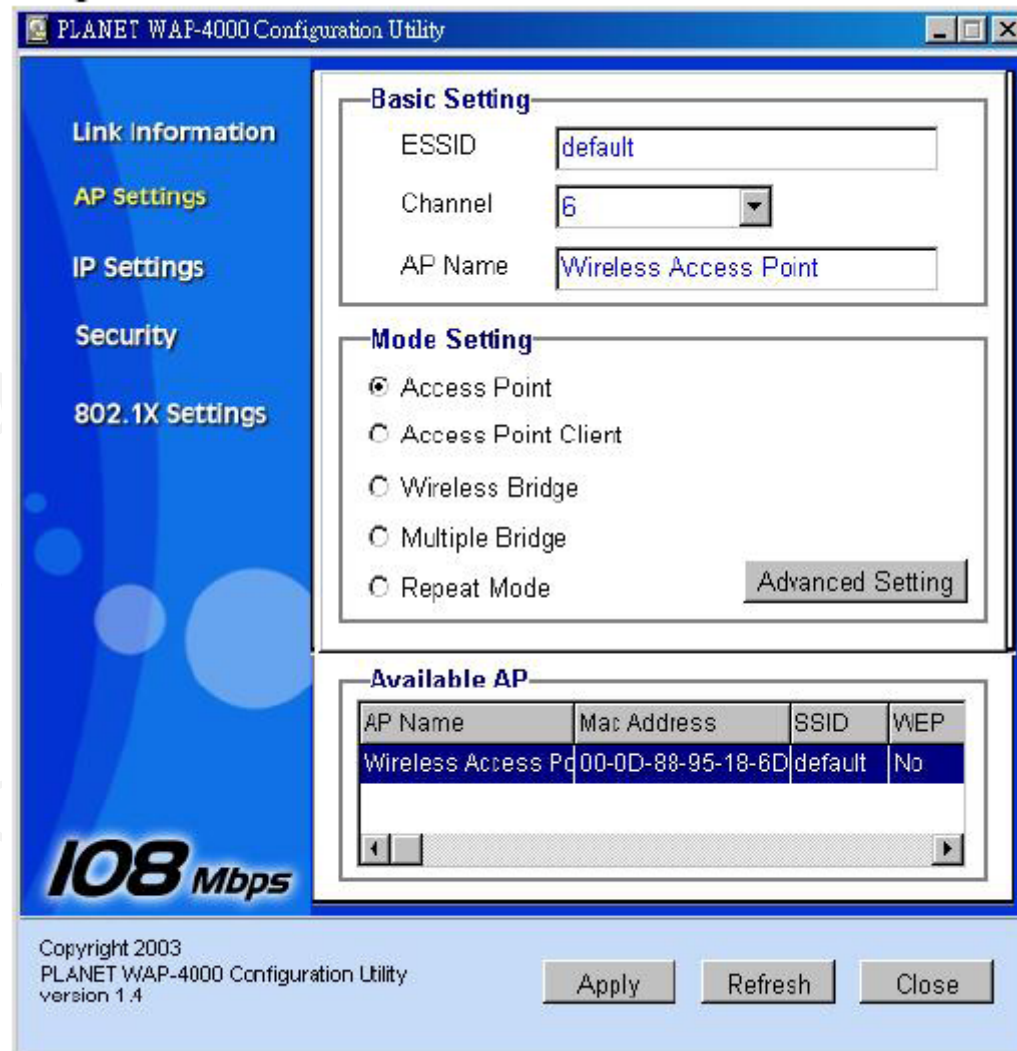 PLANET WAP-4000 Configuration Utility
Link Information
AP Settings
IP Settings
Security
802.1X Settings
108 Mbps
Basic Setting
ESSID default
Channel 6
AP Name Wireless Access Point
Mode Setting
Access Point
Access Point Client
Wireless Bridge
Multiple Bridge
Repeat Mode
Advanced Setting
Available AP
AP Name Mac Address SSID WEP
Wireless Access Po 00-0D-88-95-18-6D default No
Copyright 2003
PLANET WAP-4000 Configuration Utility
version 1.4
Apply Refresh Close